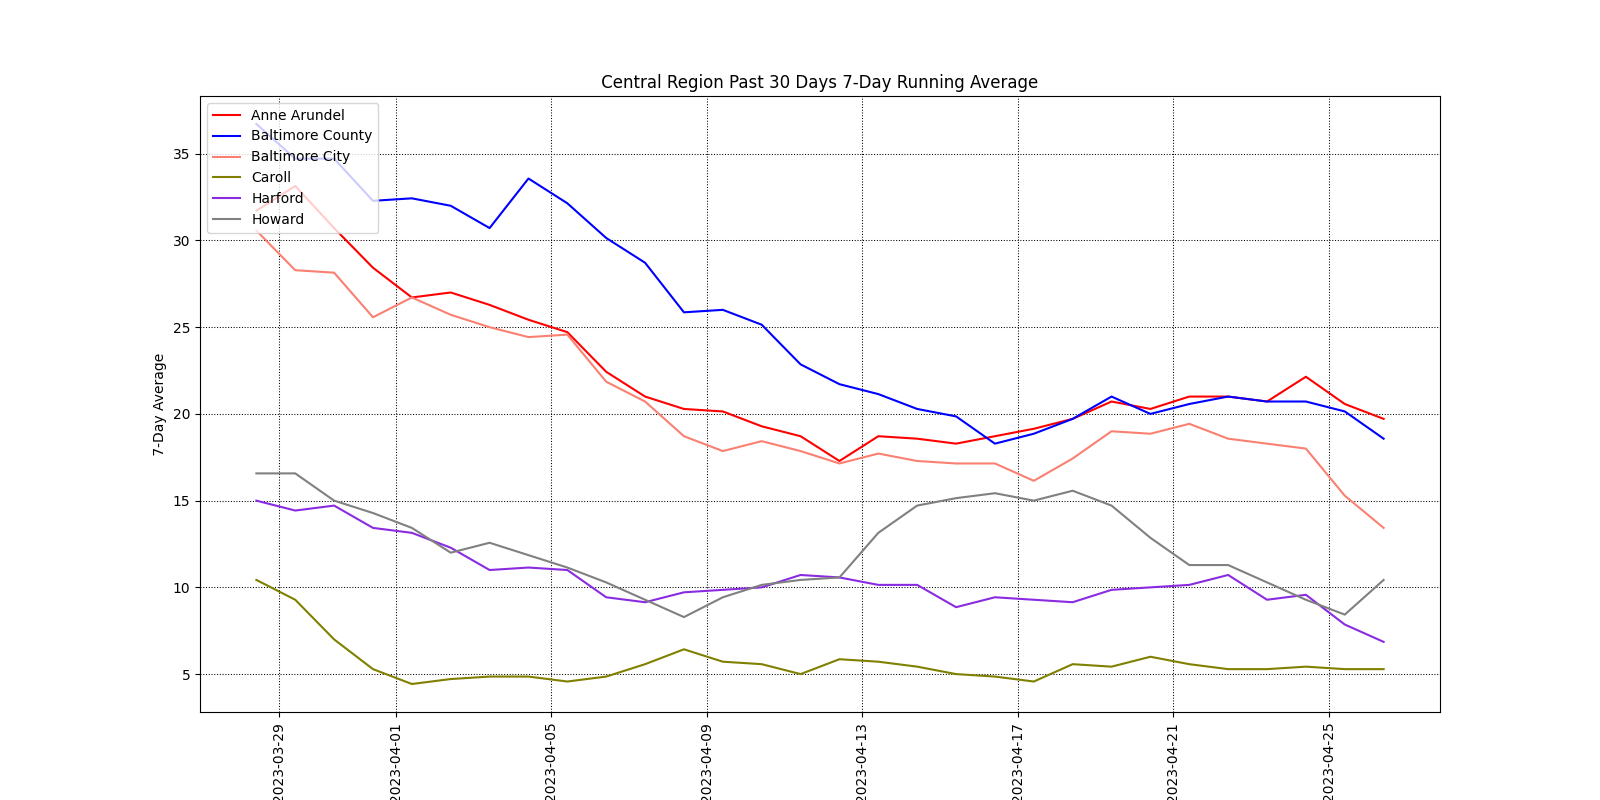 Central Region Past 30 Days 7-Day Running Average
Anne Arundel
Baltimore County
Baltimore City
Caroll
Harford
Howard
7-Day Average
35
30
25
20
15
10
5
2023-03-29
2023-04-01
2023-04-05
2023-04-09
2023-04-13
2023-04-17
2023-04-21
2023-04-25